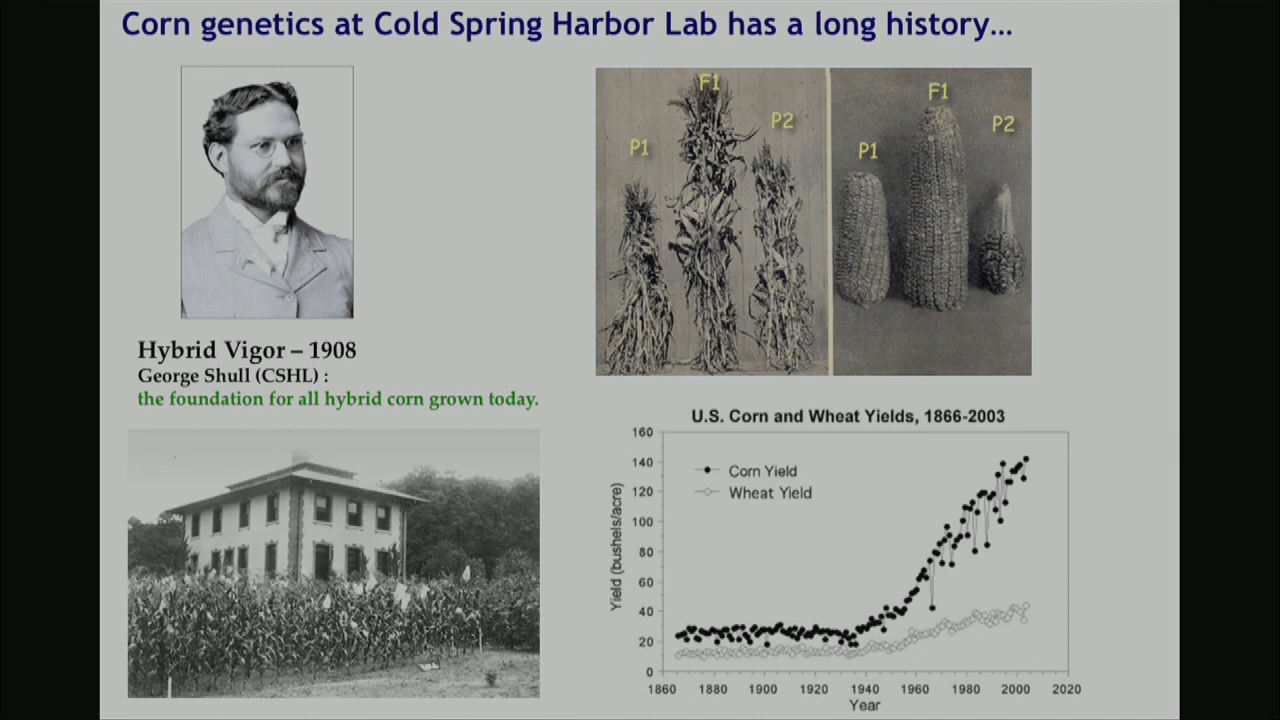 Corn genetics at Cold Spring Harbor Lab has a long history...
F1
P1
P2
F1
P1
P2
Hybrid Vigor – 1908
George Shull (CSHL) :
the foundation for all hybrid corn grown today.
U.S. Corn and Wheat Yields, 1866-2003
Yield (bushels/acre)
160
140
120
100
80
60
40
20
0
Corn Yield
Wheat Yield
1860 1880 1900 1920 1940 1960 1980 2000 2020
Year